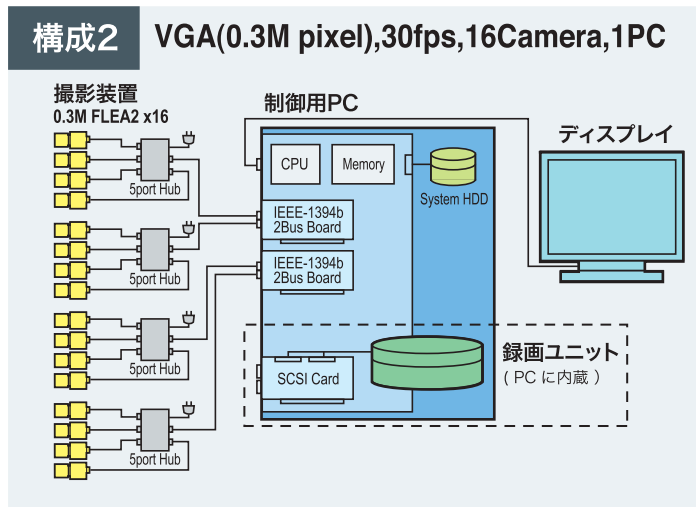 構成2
VGA(0.3M pixel),30fps,16Camera,1PC
撮影装置
0.3M FLEA2 x16
制御用PC
ディスプレイ
CPU
Memory
System HDD
5port Hub
IEEE-1394b
2Bus Board
5port Hub
IEEE-1394b
2Bus Board
5port Hub
録画ユニット
( PCに内蔵 )
SCSI Card
5port Hub